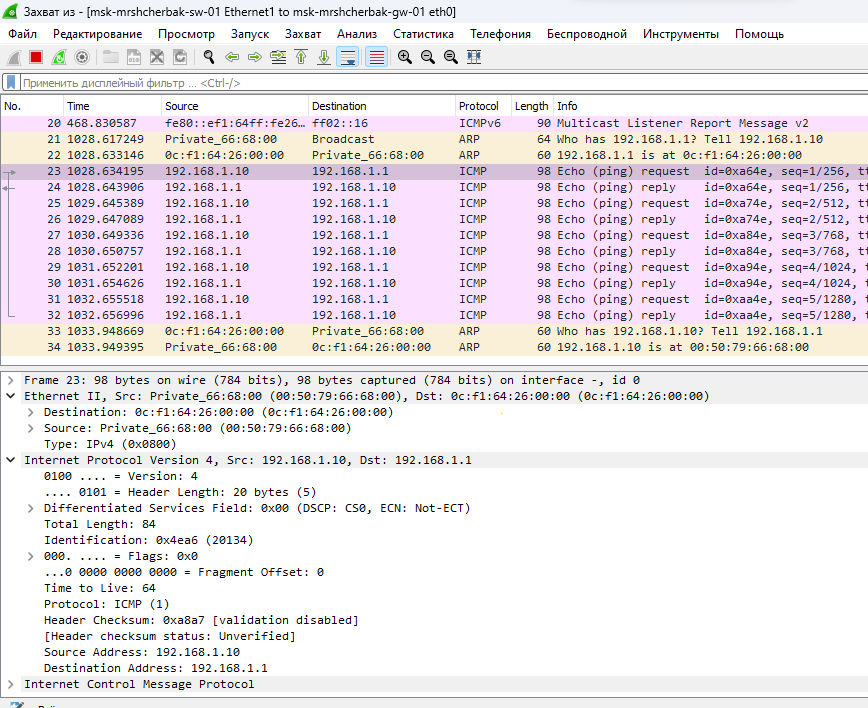 Захват из - [msk-mrshcherbak-sw-01 Ethernet1 to msk-mrshcherbak-gw-01 eth0]
Файл Редактирование Просмотр Запуск Захват Анализ Статистика Телефония Беспроводной Инструменты Помощь
Применить дисплейный фильтр ... <Ctrl-/>
No. Time Source Destination Protocol Length Info
20 468.830587 fe80::ef1:64ff:fe26… ff02::16 ICMPv6 90 Multicast Listener Report Message v2
21 1028.617249 Private_66:68:00 Broadcast ARP 64 Who has 192.168.1.1? Tell 192.168.1.10
22 1028.633146 0c:f1:64:26:00:00 Private_66:68:00 ARP 60 192.168.1.1 is at 0c:f1:64:26:00:00
23 1028.634195 192.168.1.10 192.168.1.1 ICMP 98 Echo (ping) request id=0xa64e, seq=1/256, tt
24 1028.643906 192.168.1.1 192.168.1.10 ICMP 98 Echo (ping) reply id=0xa64e, seq=1/256, tt
25 1029.645389 192.168.1.10 192.168.1.1 ICMP 98 Echo (ping) request id=0xa74e, seq=2/512, tt
26 1029.647089 192.168.1.1 192.168.1.10 ICMP 98 Echo (ping) reply id=0xa74e, seq=2/512, tt
27 1030.649336 192.168.1.10 192.168.1.1 ICMP 98 Echo (ping) request id=0xa84e, seq=3/768, tt
28 1030.650757 192.168.1.1 192.168.1.10 ICMP 98 Echo (ping) reply id=0xa84e, seq=3/768, tt
29 1031.652201 192.168.1.10 192.168.1.1 ICMP 98 Echo (ping) request id=0xa94e, seq=4/1024, t
30 1031.654626 192.168.1.1 192.168.1.10 ICMP 98 Echo (ping) reply id=0xa94e, seq=4/1024, t
31 1032.655518 192.168.1.10 192.168.1.1 ICMP 98 Echo (ping) request id=0xaa4e, seq=5/1280, t
32 1032.656996 192.168.1.1 192.168.1.10 ICMP 98 Echo (ping) reply id=0xaa4e, seq=5/1280, t
33 1033.948669 0c:f1:64:26:00:00 Private_66:68:00 ARP 60 Who has 192.168.1.10? Tell 192.168.1.1
34 1033.949395 Private_66:68:00 0c:f1:64:26:00:00 ARP 60 192.168.1.10 is at 00:50:79:66:68:00
Frame 23: 98 bytes on wire (784 bits), 98 bytes captured (784 bits) on interface -, id 0
Ethernet II, Src: Private_66:68:00 (00:50:79:66:68:00), Dst: 0c:f1:64:26:00:00 (0c:f1:64:26:00:00)
Destination: 0c:f1:64:26:00:00 (0c:f1:64:26:00:00)
Source: Private_66:68:00 (00:50:79:66:68:00)
Type: IPv4 (0x0800)
Internet Protocol Version 4, Src: 192.168.1.10, Dst: 192.168.1.1
0100 .... = Version: 4
.... 0101 = Header Length: 20 bytes (5)
Differentiated Services Field: 0x00 (DSCP: CS0, ECN: Not-ECT)
Total Length: 84
Identification: 0x4ea6 (20134)
000. .... = Flags: 0x0
...0 0000 0000 0000 = Fragment Offset: 0
Time to Live: 64
Protocol: ICMP (1)
Header Checksum: 0xa8a7 [validation disabled]
[Header checksum status: Unverified]
Source Address: 192.168.1.10
Destination Address: 192.168.1.1
Internet Control Message Protocol